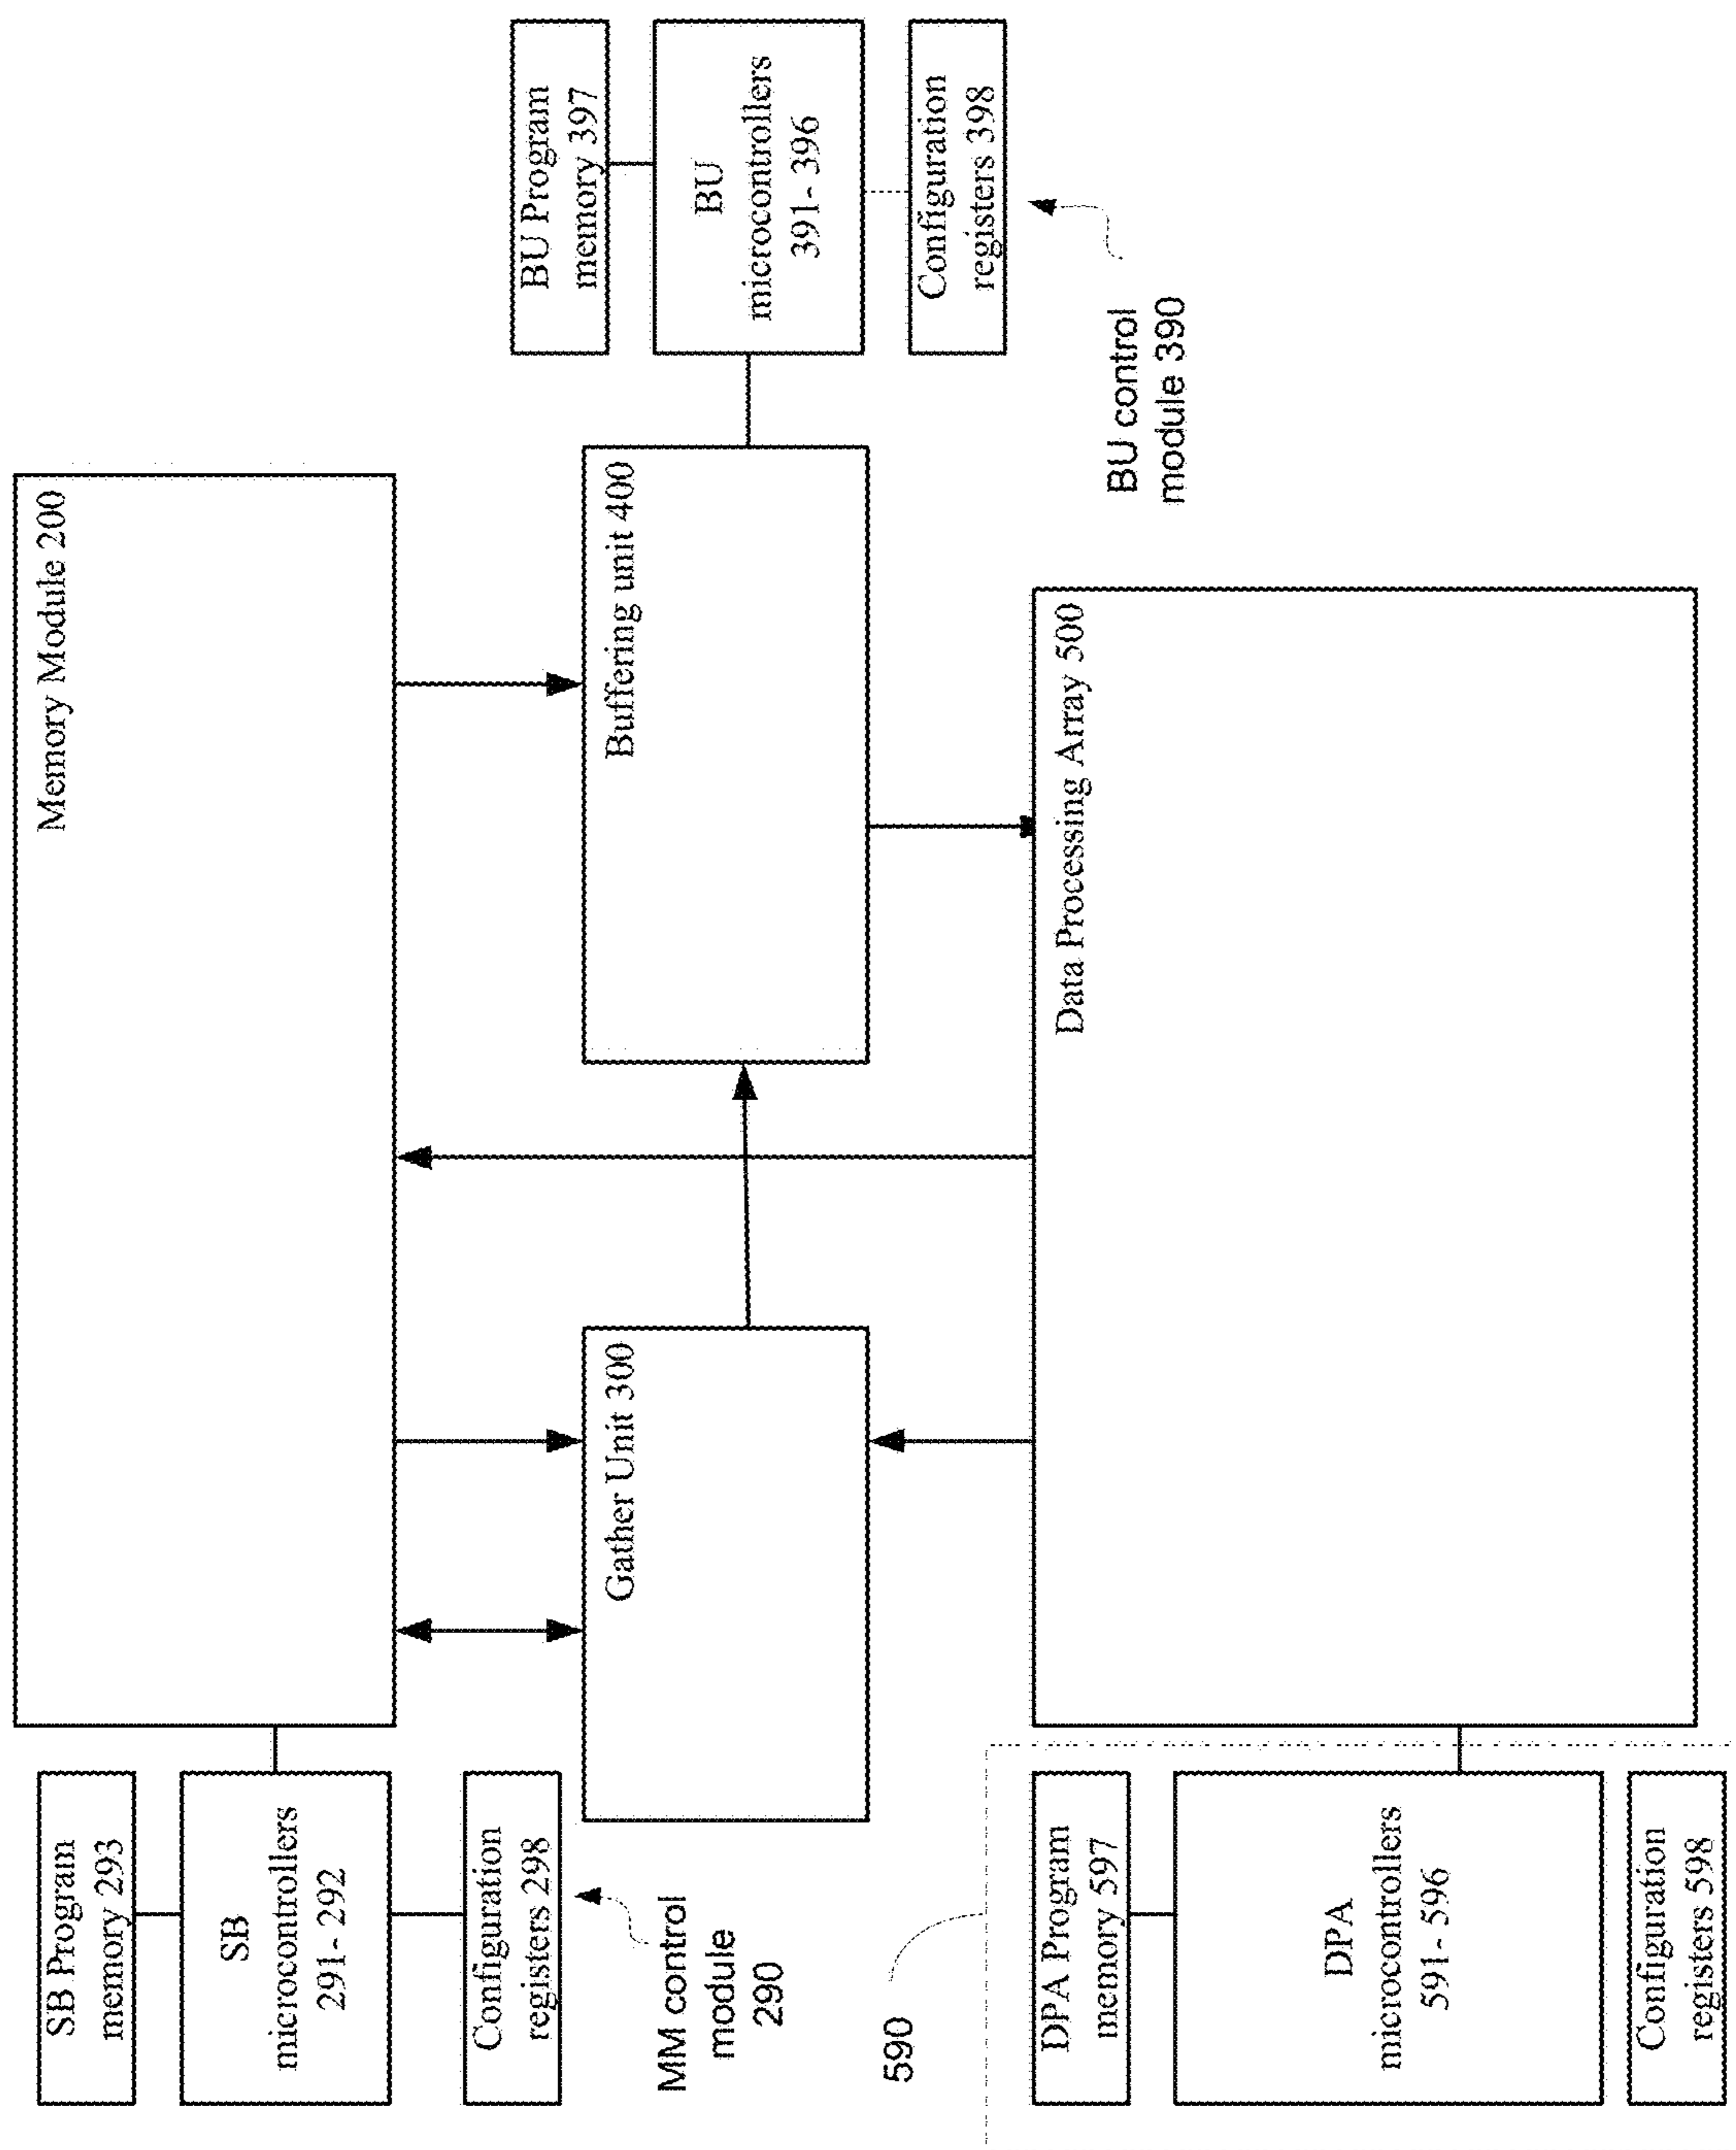 SB Program
memory 293
SB
microcontrollers
291- 292
Configuration
registers 298
MM control
module
290
Memory Module 200
Gather Unit 300
Buffering unit 400
BU Program
memory 397
BU
microcontrollers
391- 396
Configuration
registers 398
BU control
module 390
590
DPA Program
memory 597
DPA
microcontrollers
591- 596
Configuration
registers 598
Data Processing Array 500